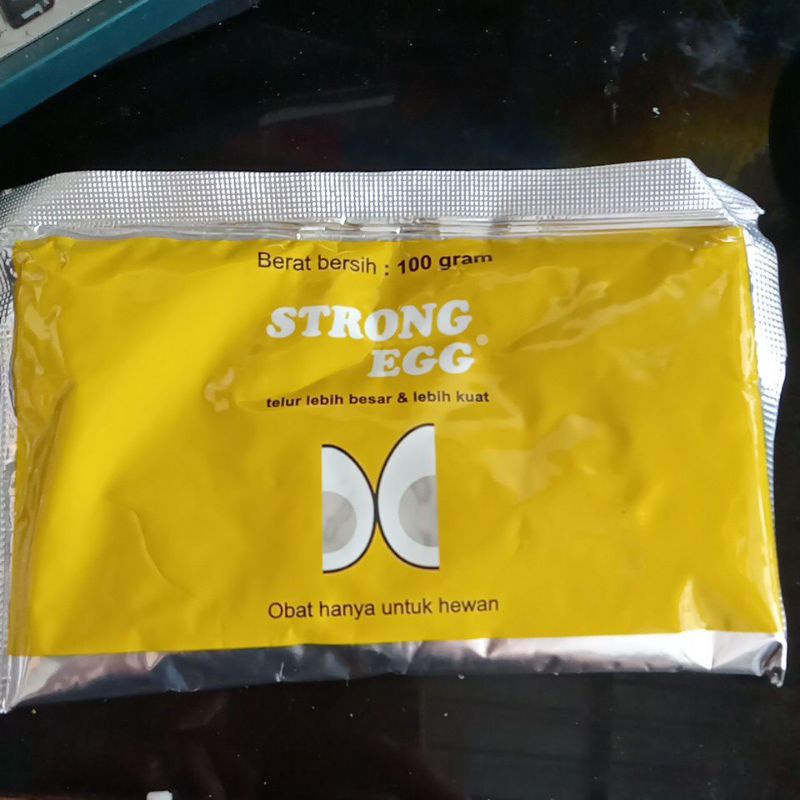 Berat bersih : 100 gram
STRONG
EGG®
telur lebih besar & lebih kuat
Obat hanya untuk hewan